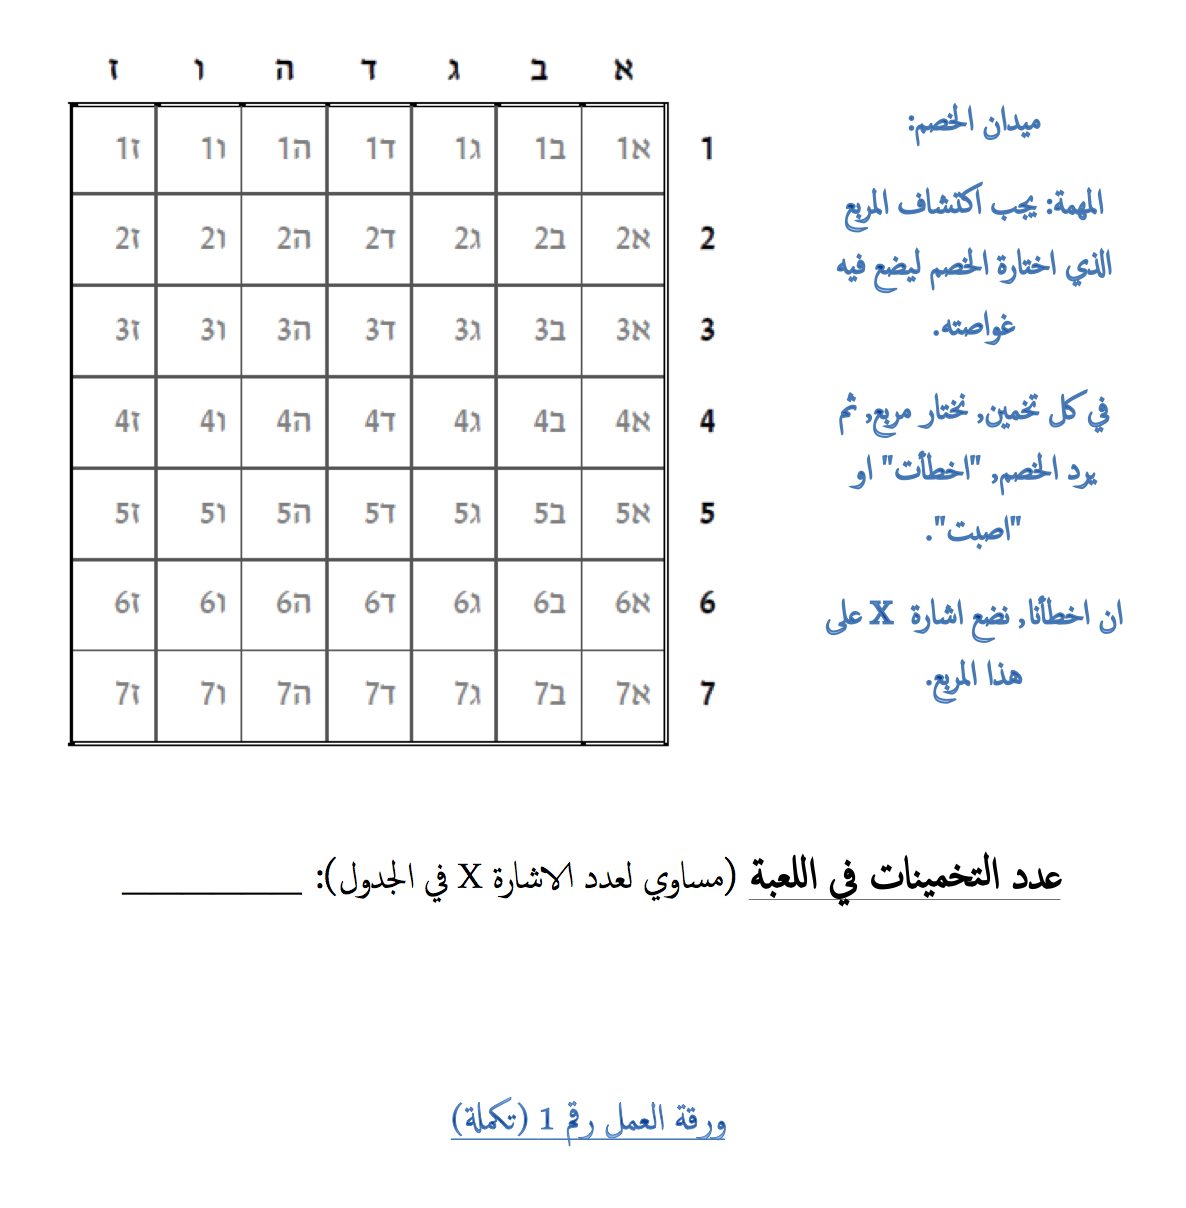 א ב ג ד ה ו ז
א1 ב1 ג1 ד1 ה1 ו1 ז1 1
א2 ב2 ג2 ד2 ה2 ו2 ז2 2
א3 ב3 ג3 ד3 ה3 ו3 ז3 3
א4 ב4 ג4 ד4 ה4 ו4 ז4 4
א5 ב5 ג5 ד5 ה5 ו5 ז5 5
א6 ב6 ג6 ד6 ה6 ו6 ז6 6
א7 ב7 ג7 ד7 ה7 ו7 ז7 7
ميدان الخصم:
المهمة: يجب اكتشاف المربع
الذي اختارة الخصم ليضع فيه
غواصته.
في كل تخمين, نختار مربع, ثم
يرد الخصم, "اخطأت" او
"اصبت".
ان اخطأنا, نضع اشارة X على
هذا المربع.
عدد التخمينات في اللعبة (مساوي لعدد الاشارة X في الجدول): ____________
ورقة العمل رقم 1 (تكملة)